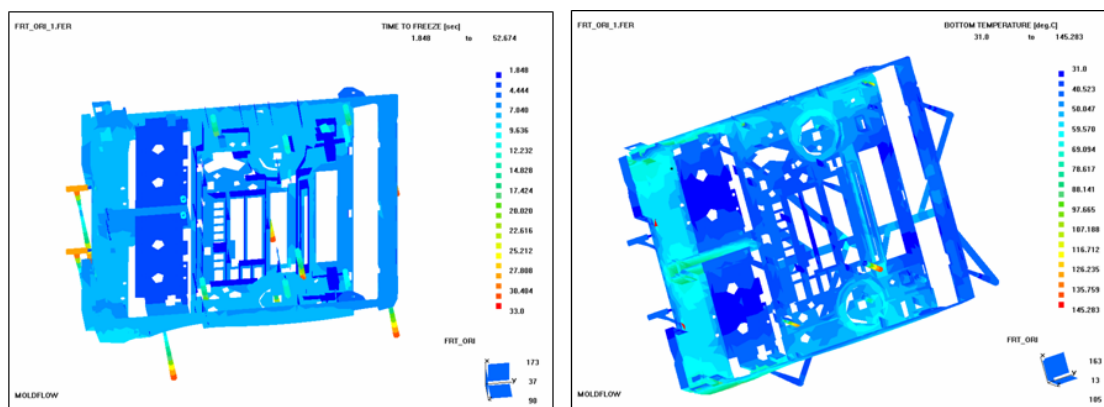 FRT_ORI_1.FER
TIME TO FREEZE [sec]
1.848 to 52.674
1.848
4.444
7.040
9.636
12.232
14.828
17.424
20.020
22.616
25.212
27.808
30.404
33.0
FRT_ORI
173
x
y
37
90
MOLDFLOW
FRT_ORI_1.FER
BOTTOM TEMPERATURE [deg.C]
31.0 to 145.283
31.0
40.523
50.047
59.570
69.094
78.617
88.141
97.665
107.188
116.712
126.235
135.759
145.283
FRT_ORI
163
x
y
13
105
MOLDFLOW